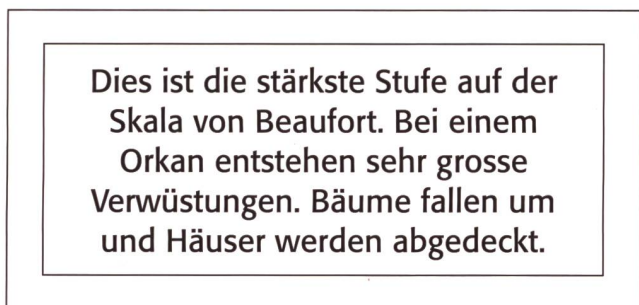 Dies ist die stärkste Stufe auf der
Skala von Beaufort. Bei einem
Orkan entstehen sehr grosse
Verwüstungen. Bäume fallen um
und Häuser werden abgedeckt.